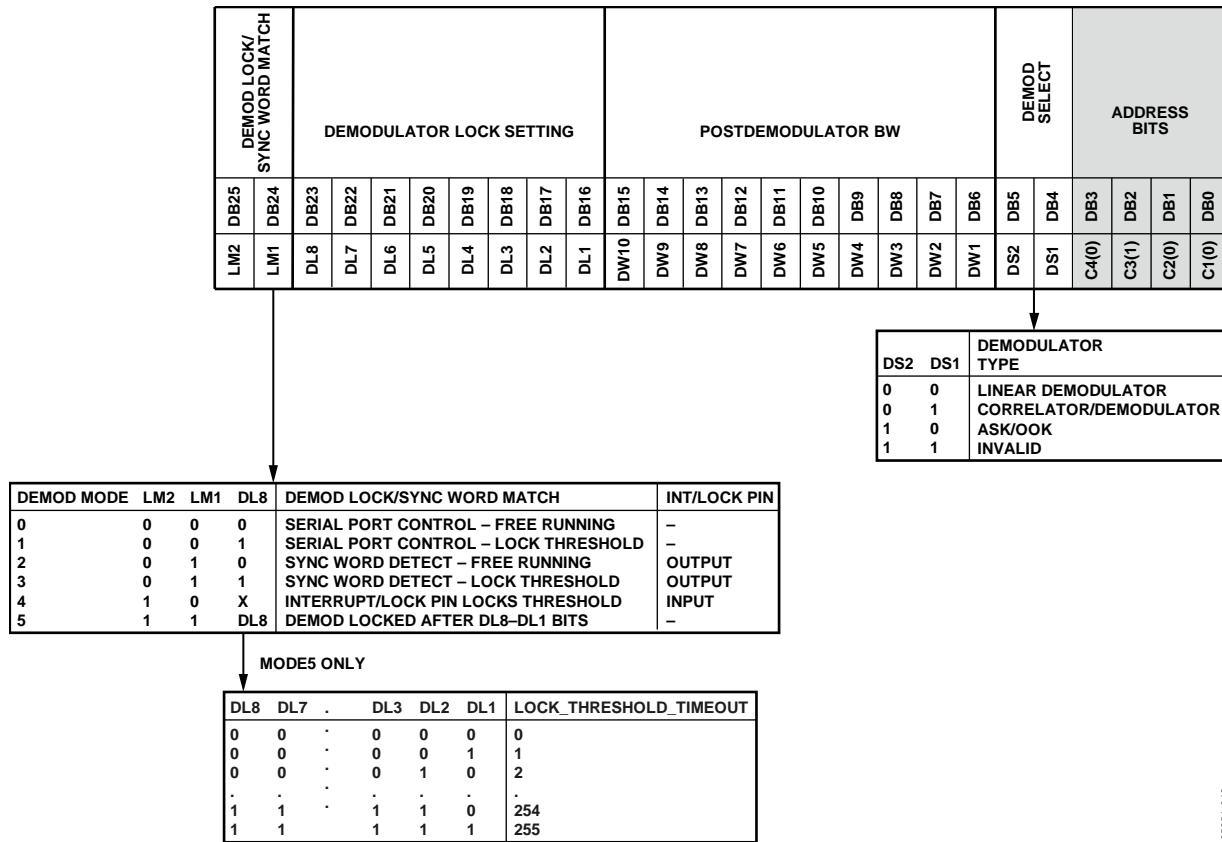 DEMOD LOCK/
SYNC WORD MATCH
DEMODULATOR LOCK SETTING
POSTDEMODULATOR BW
DEMOD
SELECT
ADDRESS
BITS
DB25 DB24 DB23 DB22 DB21 DB20 DB19 DB18 DB17 DB16 DB15 DB14 DB13 DB12 DB11 DB10 DB9 DB8 DB7 DB6 DB5 DB4 DB3 DB2 DB1 DB0
LM2 LM1 DL8 DL7 DL6 DL5 DL4 DL3 DL2 DL1 DW10 DW9 DW8 DW7 DW6 DW5 DW4 DW3 DW2 DW1 DS2 DS1 C4(0) C3(1) C2(0) C1(0)
DEMODULATOR
DS2 DS1 TYPE
0 0 LINEAR DEMODULATOR
0 1 CORRELATOR/DEMODULATOR
1 0 ASK/OOK
1 1 INVALID
DEMOD MODE LM2 LM1 DL8 DEMOD LOCK/SYNC WORD MATCH INT/LOCK PIN
0 0 0 0 SERIAL PORT CONTROL – FREE RUNNING –
1 0 0 1 SERIAL PORT CONTROL – LOCK THRESHOLD –
2 0 1 0 SYNC WORD DETECT – FREE RUNNING OUTPUT
3 0 1 1 SYNC WORD DETECT – LOCK THRESHOLD OUTPUT
4 1 0 X INTERRUPT/LOCK PIN LOCKS THRESHOLD INPUT
5 1 1 DL8 DEMOD LOCKED AFTER DL8–DL1 BITS –
MODE5 ONLY
DL8 DL7 . DL3 DL2 DL1 LOCK_THRESHOLD_TIMEOUT
0 0 . 0 0 0 0
0 0 . 0 0 1 1
0 0 . 0 1 0 2
. . . . . . .
1 1 . 1 1 0 254
1 1 1 1 1 255